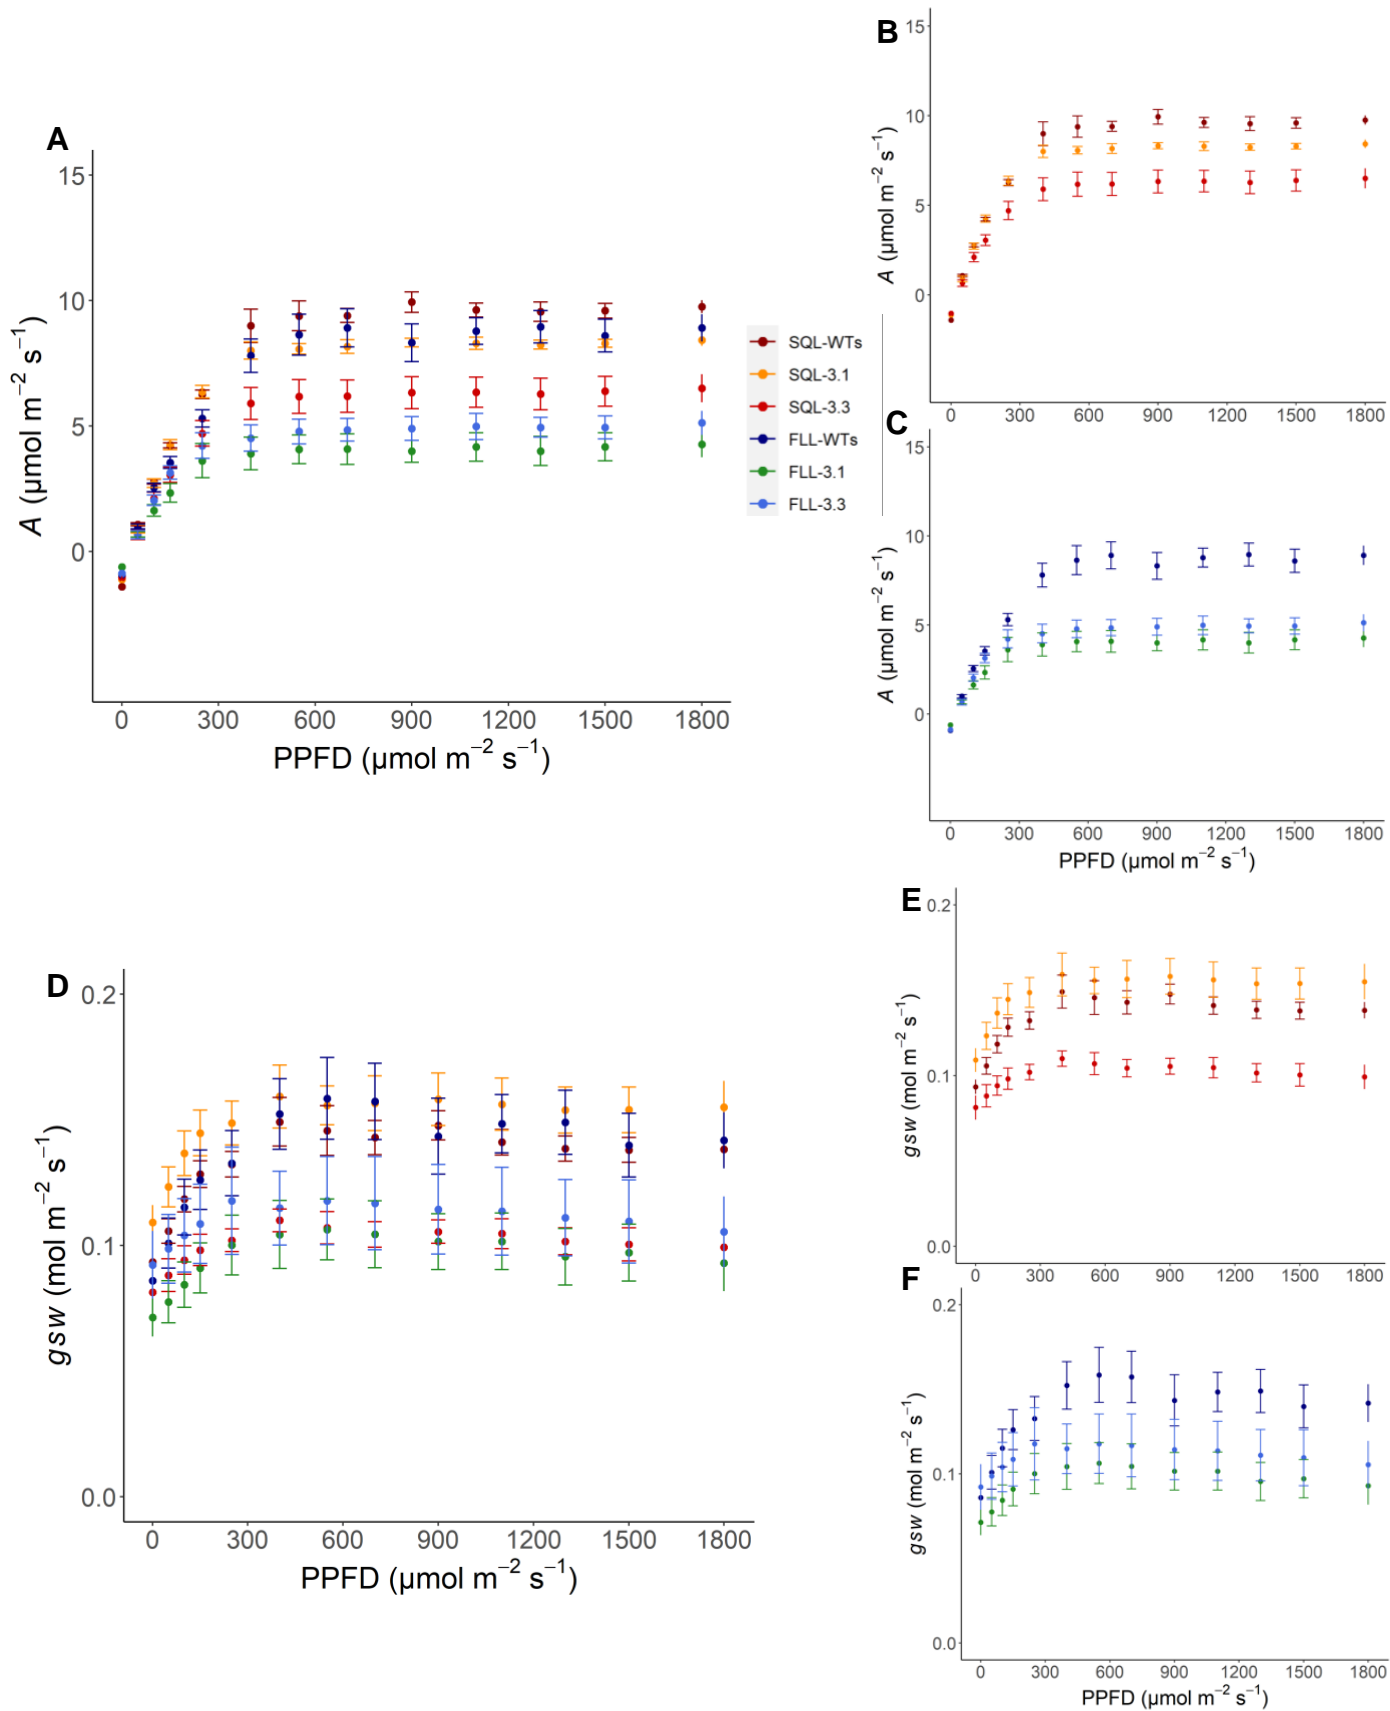 A
15
10
5
0
A (µmol m−2 s−1)
0 300 600 900 1200 1500 1800
PPFD (µmol m−2 s−1)
SQL-WTs
SQL-3.1
SQL-3.3
FLL-WTs
FLL-3.1
FLL-3.3
B
15
10
5
0
A (µmol m−2 s−1)
0 300 600 900 1200 1500 1800
C
15
10
5
0
A (µmol m−2 s−1)
0 300 600 900 1200 1500 1800
PPFD (µmol m−2 s−1)
D
0.2
0.1
0.0
gsw (mol m−2 s−1)
0 300 600 900 1200 1500 1800
PPFD (µmol m−2 s−1)
E
0.2
0.1
0.0
gsw (mol m−2 s−1)
0 300 600 900 1200 1500 1800
F
0.2
0.1
0.0
gsw (mol m−2 s−1)
0 300 600 900 1200 1500 1800
PPFD (µmol m−2 s−1)